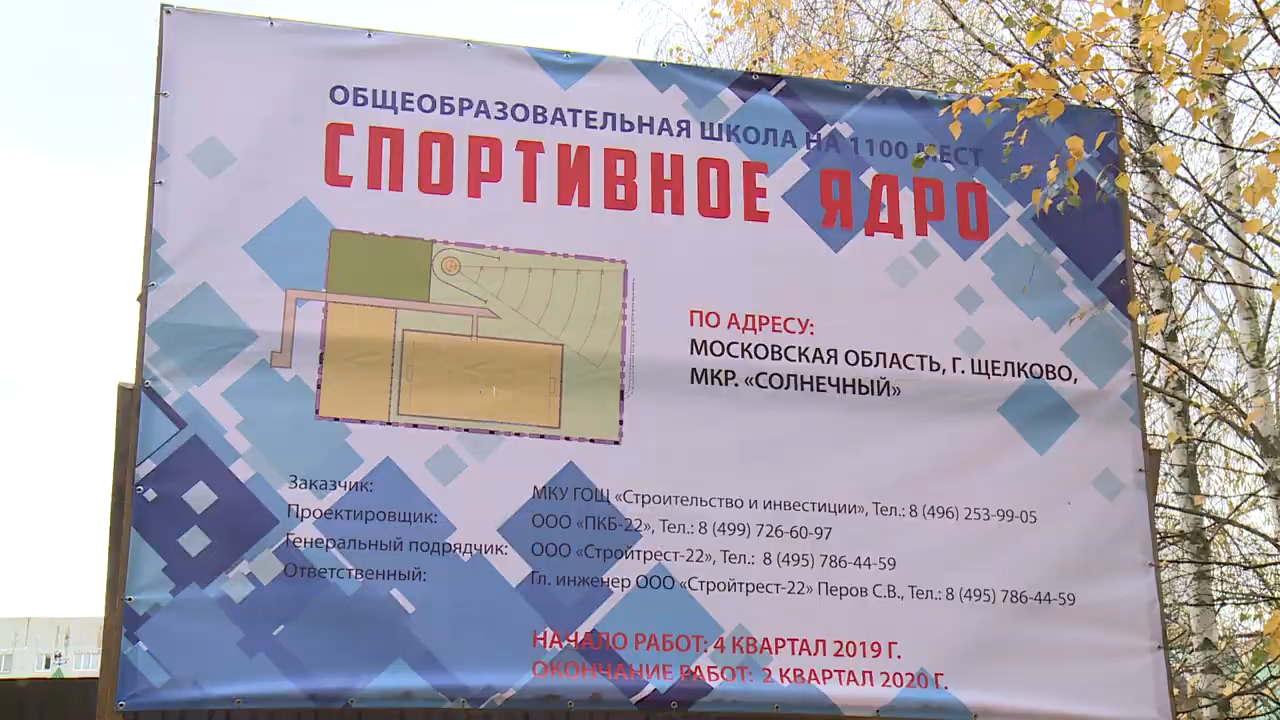 ОБЩЕОБРАЗОВАТЕЛЬНАЯ ШКОЛА НА 1100 МЕСТ
СПОРТИВНОЕ ЯДРО
ПО АДРЕСУ:
МОСКОВСКАЯ ОБЛАСТЬ, Г. ЩЕЛКОВО,
МКР. «СОЛНЕЧНЫЙ»
Заказчик: МКУ ГОЩ «Строительство и инвестиции», Тел.: 8 (496) 253-99-05
Проектировщик: ООО «ПКБ-22», Тел.: 8 (499) 726-60-97
Генеральный подрядчик: ООО «Стройтрест-22», Тел.: 8 (495) 786-44-59
Ответственный: Гл. инженер ООО «Стройтрест-22» Перов С.В., Тел.: 8 (495) 786-44-59
НАЧАЛО РАБОТ: 4 КВАРТАЛ 2019 Г.
ОКОНЧАНИЕ РАБОТ: 2 КВАРТАЛ 2020 Г.